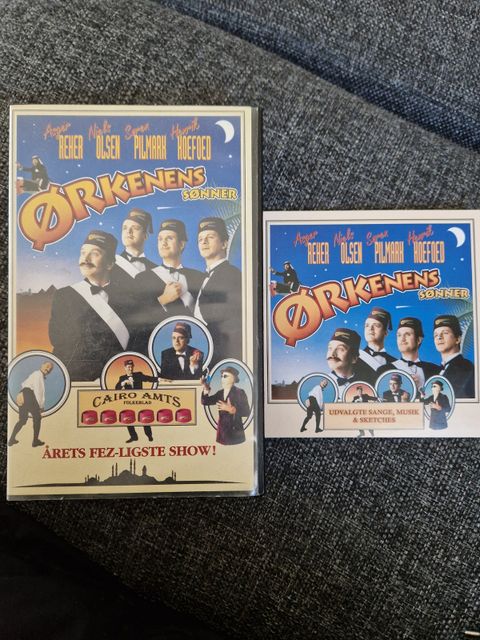 Asger Niels Søren Henrik
REHER OLSEN PILMARK KOEFOED
ØRKENENS
SØNNER
CAIRO AMTS
FOLKEBLAD
ÅRETS FEZ-LIGSTE SHOW!
Asger Niels Søren Henrik
REHER OLSEN PILMARK KOEFOED
ØRKENENS
SØNNER
UDVALGTE SANGE, MUSIK
& SKETCHES